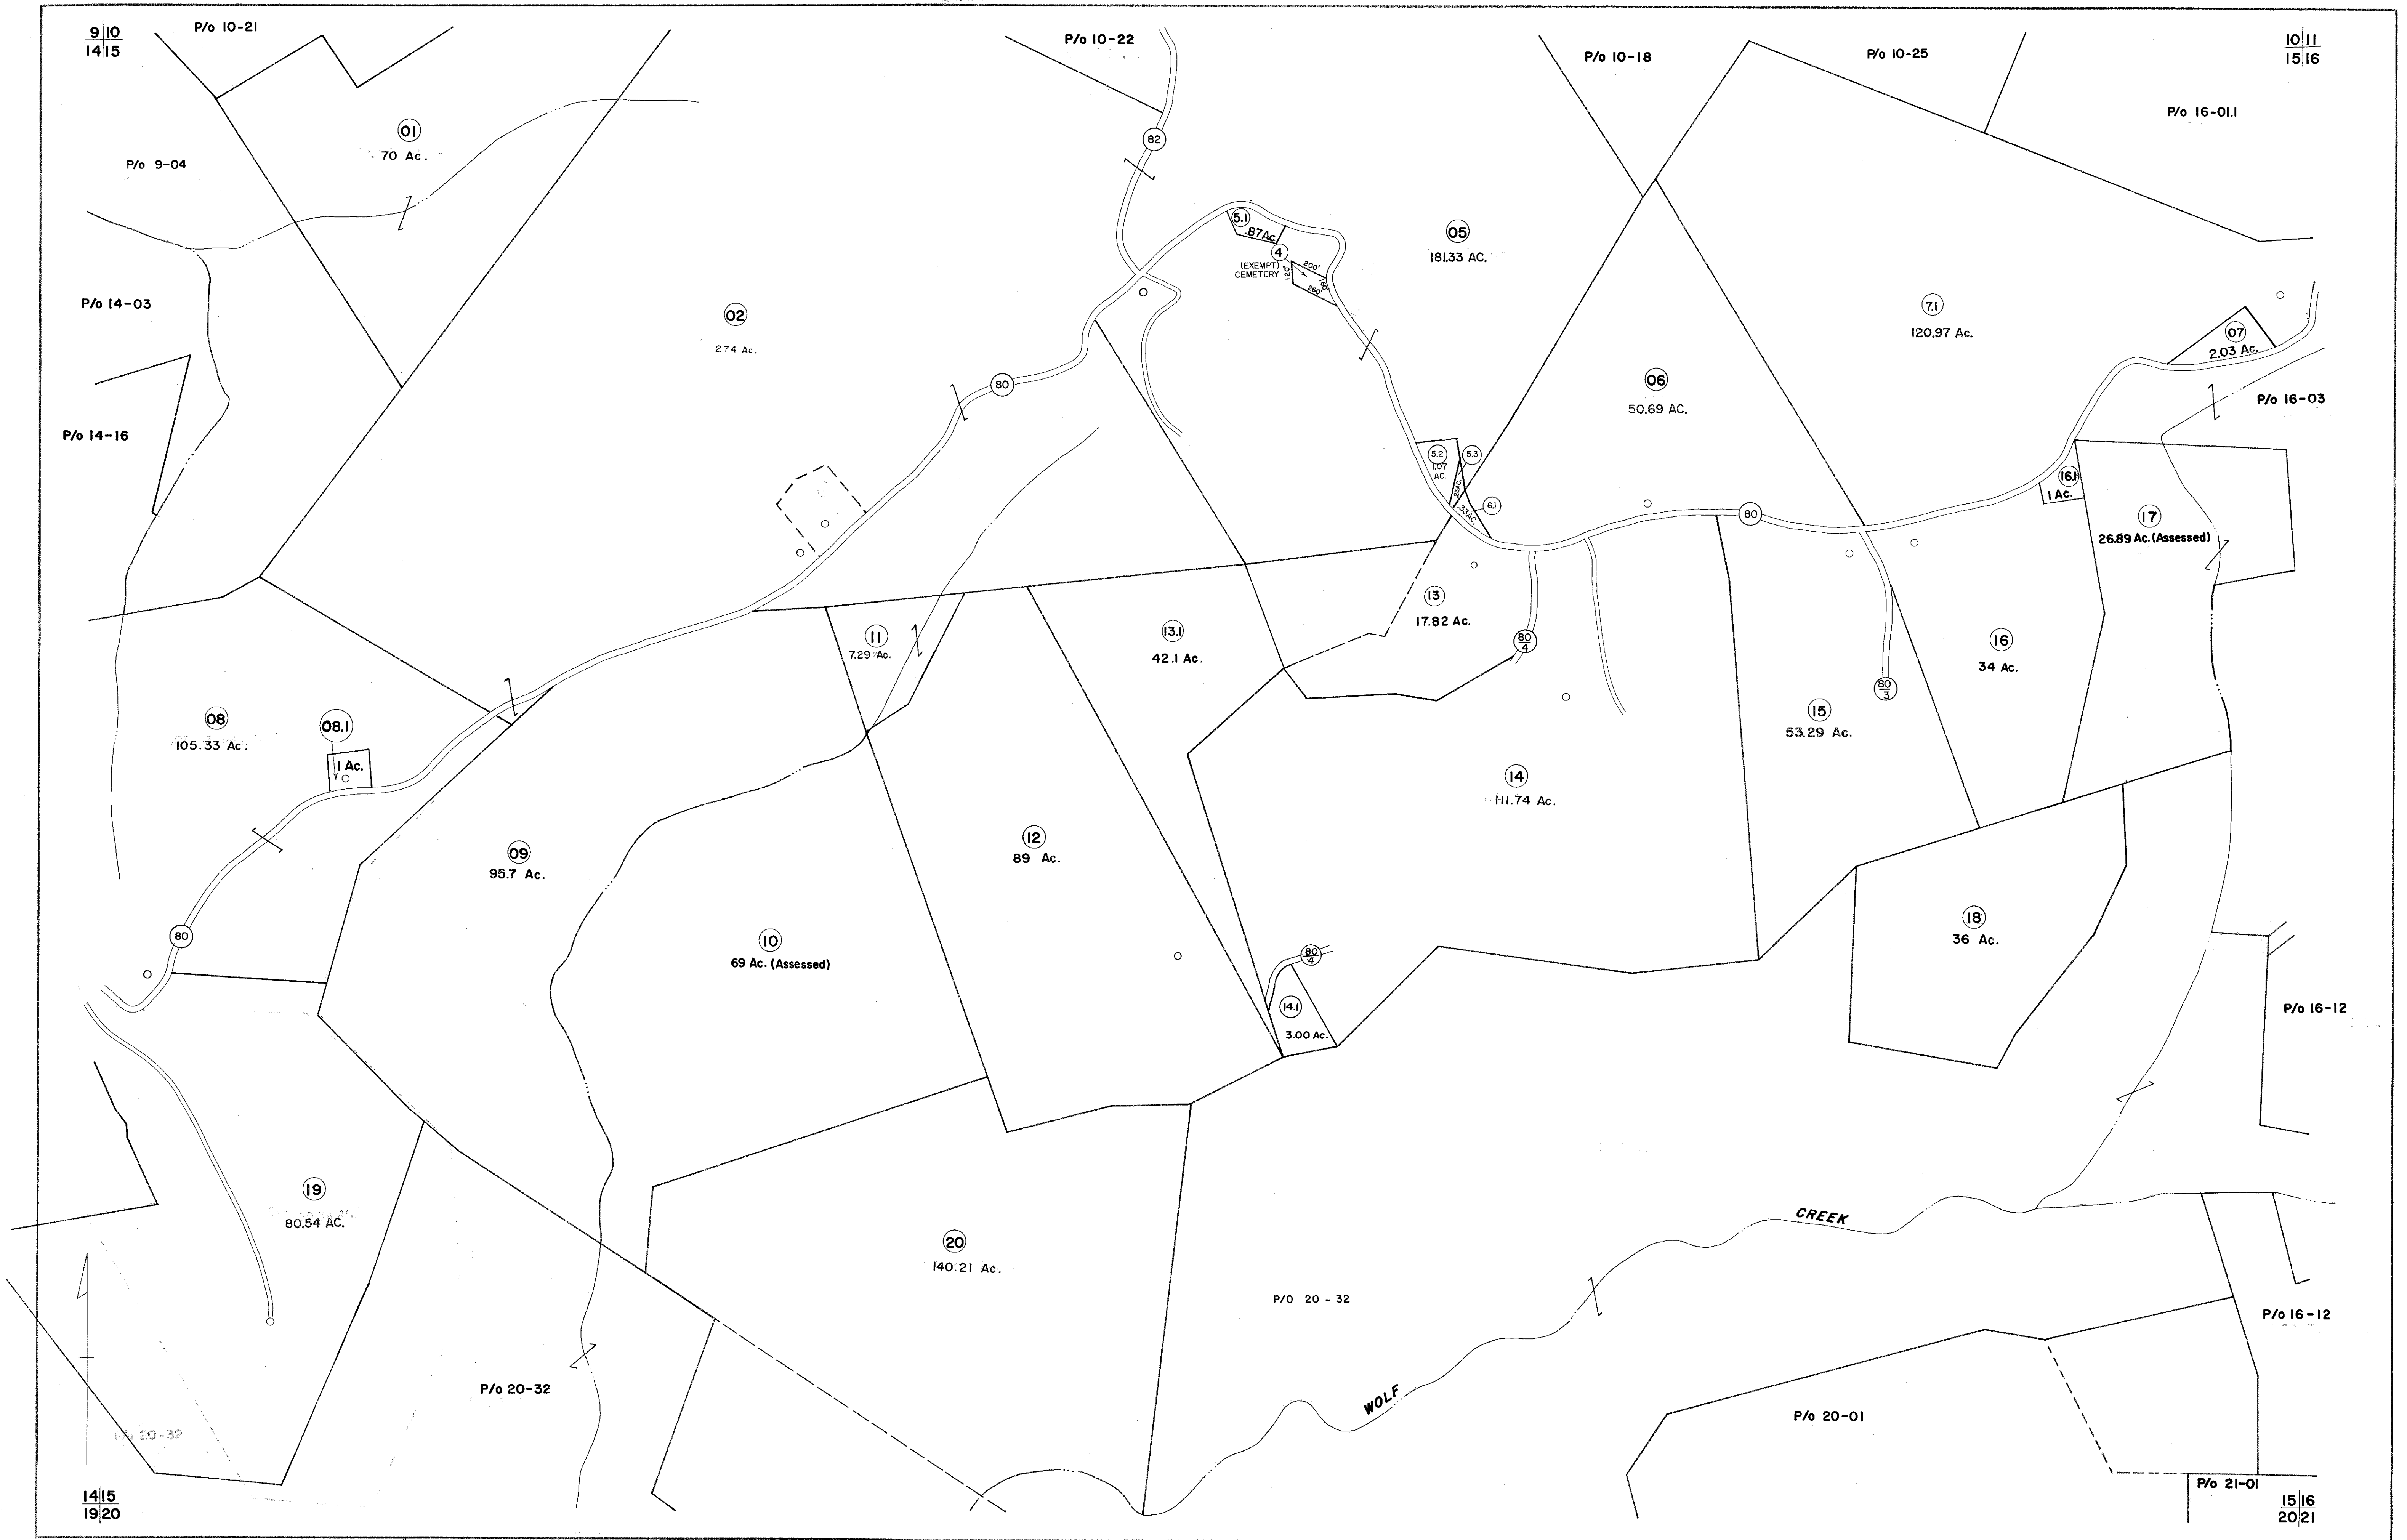 9|10
14|15
P/o 10-21
P/o 10-22
P/o 10-18
P/o 10-25
10|11
15|16
P/o 16-01.1
01
70 Ac.
P/o 9-04
82
5.1
.87Ac
4
(EXEMPT)
CEMETERY
120'
200'
260'
05
181.33 AC.
P/o 14-03
02
274 Ac.
7.1
120.97 Ac.
07
2.03 Ac.
80
06
50.69 AC.
P/o 16-03
P/o 14-16
5.2
1.07
AC.
5.3
.33AC.
6.1
80
16.1
1 Ac.
17
26.89 Ac. (Assessed)
11
7.29 Ac.
13.1
42.1 Ac.
13
17.82 Ac.
80
4
16
34 Ac.
80
3
08
105.33 Ac.
08.1
1 Ac.
15
53.29 Ac.
14
111.74 Ac.
09
95.7 Ac.
12
89 Ac.
10
69 Ac. (Assessed)
80
18
36 Ac.
80
4
14.1
3.00 Ac.
P/o 16-12
19
80.54 AC.
20
140.21 Ac.
CREEK
P/O 20 - 32
P/o 16-12
P/o 20-32
WOLF
P/o 20-01
P/o 20-32
P/o 21-01
14|15
19|20
15|16
20|21